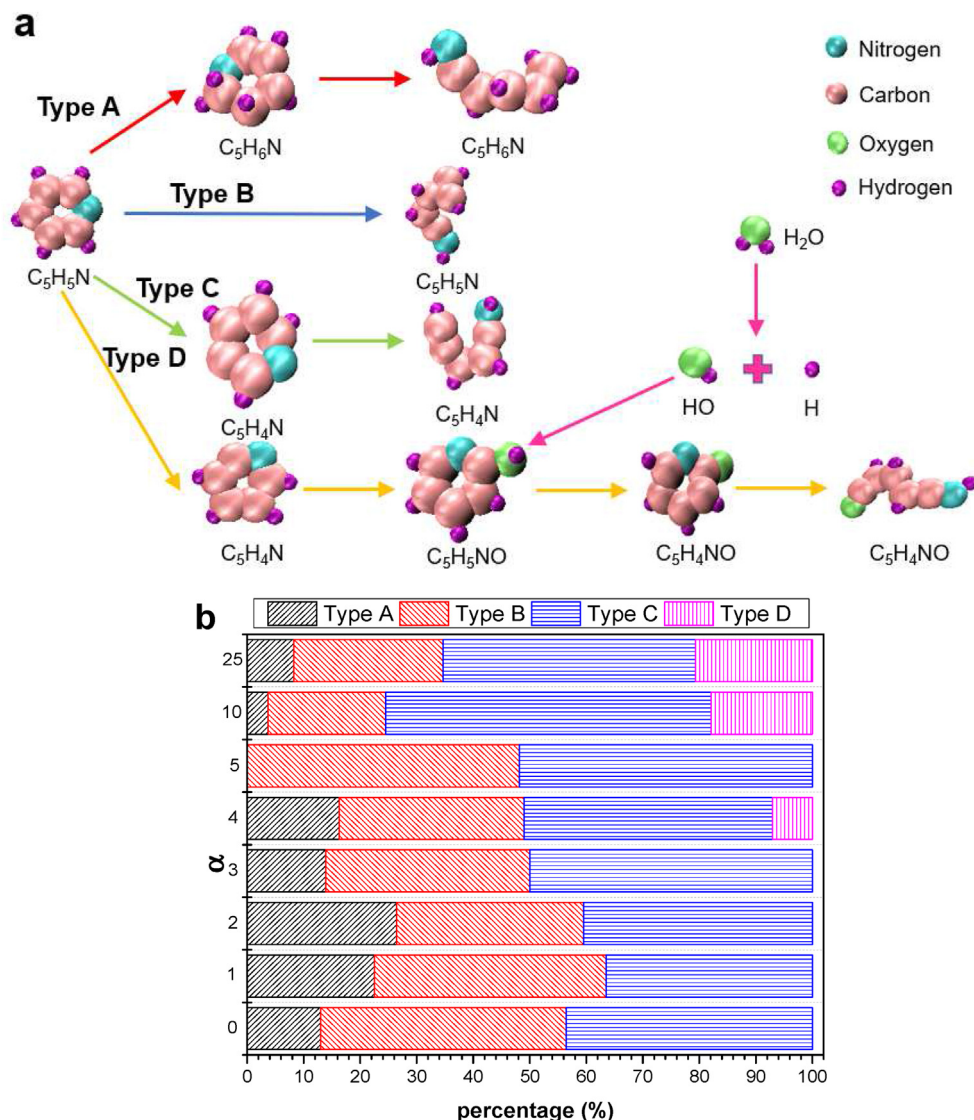 a
Nitrogen
Carbon
Oxygen
Hydrogen
Type A
C₅H₆N
C₅H₆N
C₅H₅N
Type B
C₅H₅N
Type C
C₅H₄N
C₅H₄N
H₂O
HO
H
Type D
C₅H₄N
C₅H₅NO
C₅H₄NO
C₅H₄NO
b
Type A Type B Type C Type D
25
10
5
4
3
2
1
0
α
0 10 20 30 40 50 60 70 80 90 100
percentage (%)